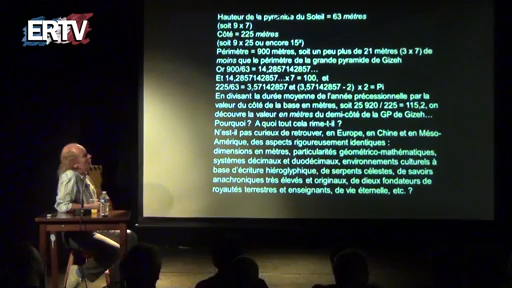 ERTV
Hauteur de la pyramide du Soleil = 63 mètres
(soit 9 x 7)
Côté = 225 mètres
(soit 9 x 25 ou encore 15²)
Périmètre = 900 mètres, soit un peu plus de 21 mètres (3 x 7) de
moins que le périmètre de la grande pyramide de Gizeh
Or 900/63 = 14,2857142857...
Et 14,2857142857...x 7 = 100, et
225/63 = 3,57142857 et (3,57142857 - 2) x 2 = Pi
En divisant la durée moyenne de l'année précessionnelle par la
valeur du côté de la base en mètres, soit 25 920 / 225 = 115,2, on
découvre la valeur en mètres du demi-côté de la GP de Gizeh...
Pourquoi ? A quoi tout cela rime-t-il ?
N'est-il pas curieux de retrouver, en Europe, en Chine et en Méso-
Amérique, des aspects rigoureusement identiques :
dimensions en mètres, particularités géométrico-mathématiques,
systèmes décimaux et duodécimaux, environnements culturels à
base d'écriture hiéroglyphique, de serpents célestes, de savoirs
anachroniques très élevés et originaux, de dieux fondateurs de
royautés terrestres et enseignants, de vie éternelle, etc. ?
ERTV